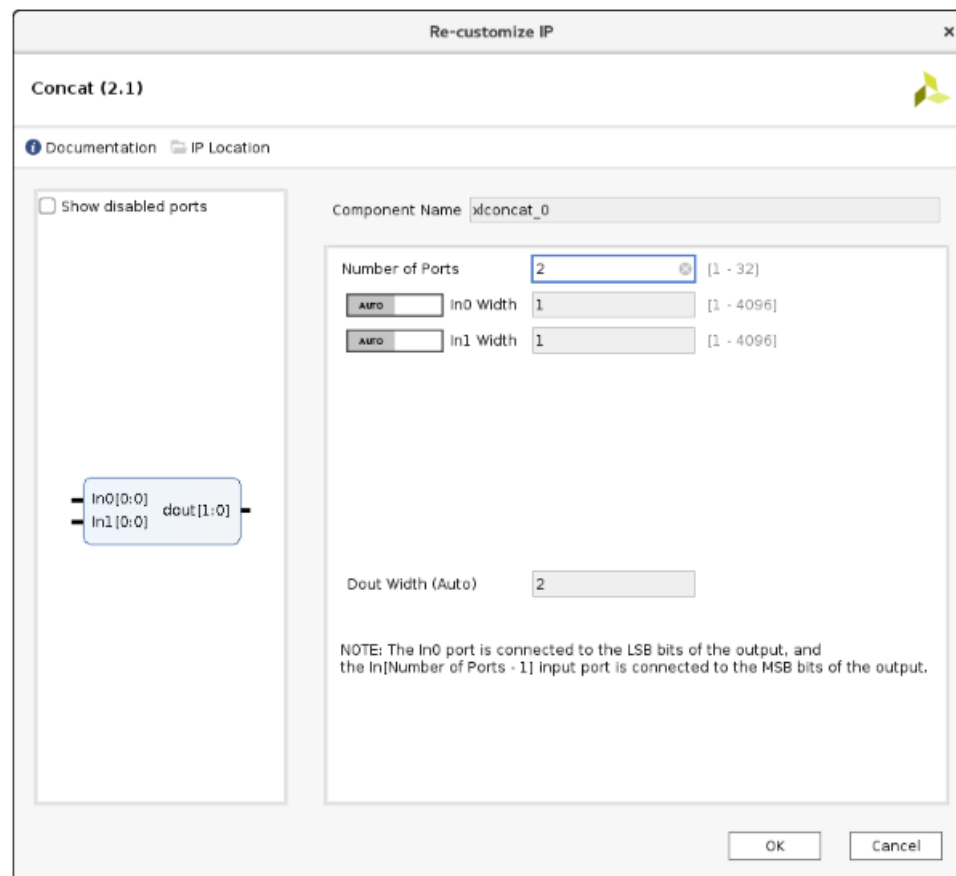 Re-customize IP
Concat (2.1)
Documentation IP Location
Show disabled ports
In0[0:0]
In1[0:0]
dout[1:0]
Component Name xlconcat_0
Number of Ports 2 [1 - 32]
AUTO In0 Width 1 [1 - 4096]
AUTO In1 Width 1 [1 - 4096]
Dout Width (Auto) 2
NOTE: The In0 port is connected to the LSB bits of the output, and
the In[Number of Ports - 1] input port is connected to the MSB bits of the output.
OK Cancel